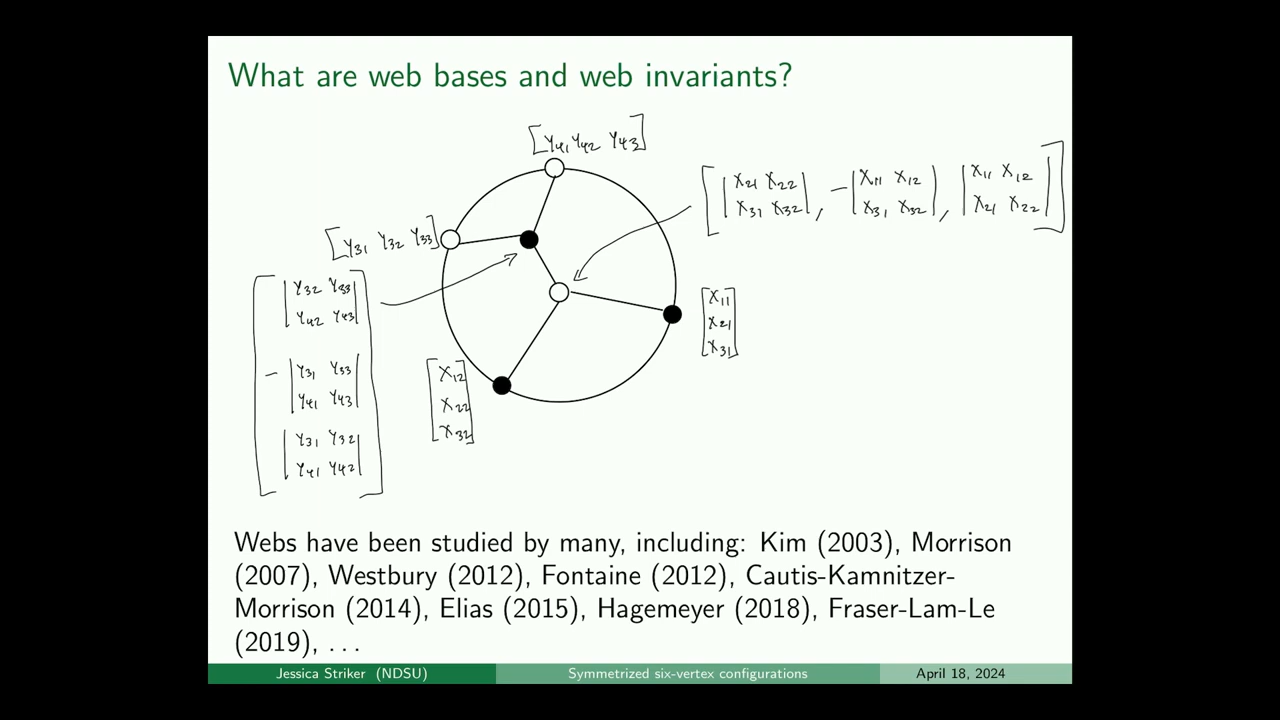 What are web bases and web invariants?
[y41 y42 y43]
[y31 y32 y33]
[|x21 x22|, -|x11 x12|, |x11 x12|]
[|x31 x32|, |x31 x32|, |x21 x22|]
|y32 y33|
|y42 y43|
- |y31 y33|
|y41 y43|
|y31 y32|
|y41 y42|
x11
x21
x31
x12
x22
x32
Webs have been studied by many, including: Kim (2003), Morrison
(2007), Westbury (2012), Fontaine (2012), Cautis-Kamnitzer-
Morrison (2014), Elias (2015), Hagemeyer (2018), Fraser-Lam-Le
(2019), . . .
Jessica Striker (NDSU) Symmetrized six-vertex configurations April 18, 2024